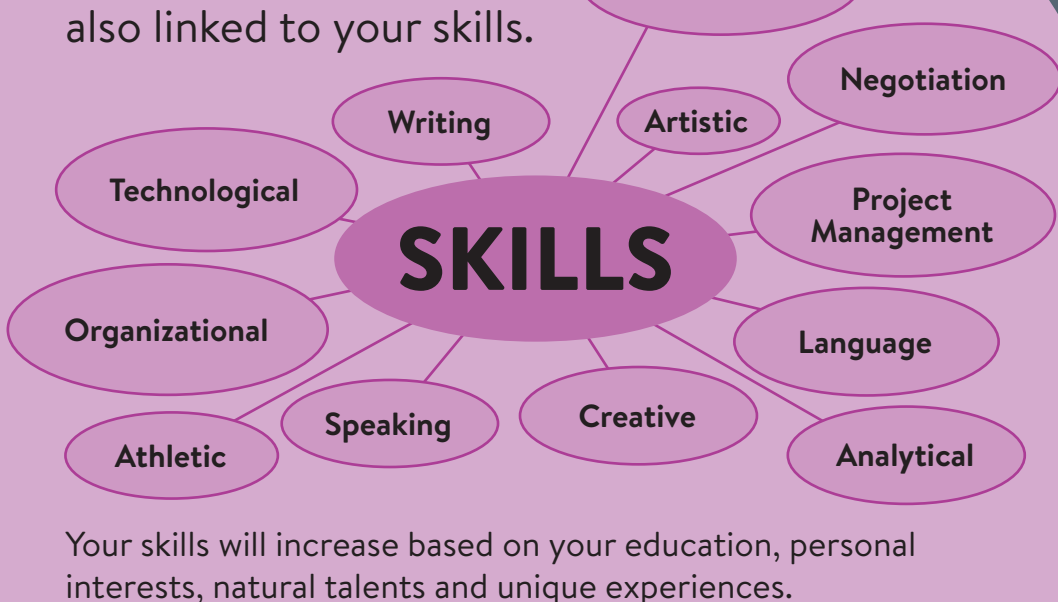 also linked to your skills.
Negotiation
Writing
Artistic
Technological
Project
Management
SKILLS
Organizational
Language
Speaking
Creative
Athletic
Analytical
Your skills will increase based on your education, personal
interests, natural talents and unique experiences.